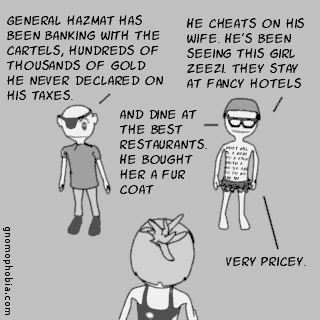 GENERAL HAZMAT HAS
BEEN BANKING WITH THE
CARTELS, HUNDREDS OF
THOUSANDS OF GOLD
HE NEVER DECLARED ON
HIS TAXES.
HE CHEATS ON HIS
WIFE. HE'S BEEN
SEEING THIS GIRL
ZEEZI. THEY STAY
AT FANCY HOTELS
AND DINE AT
THE BEST
RESTAURANTS.
HE BOUGHT
HER A FUR
COAT
VERY PRICEY.
gnomophobia.com